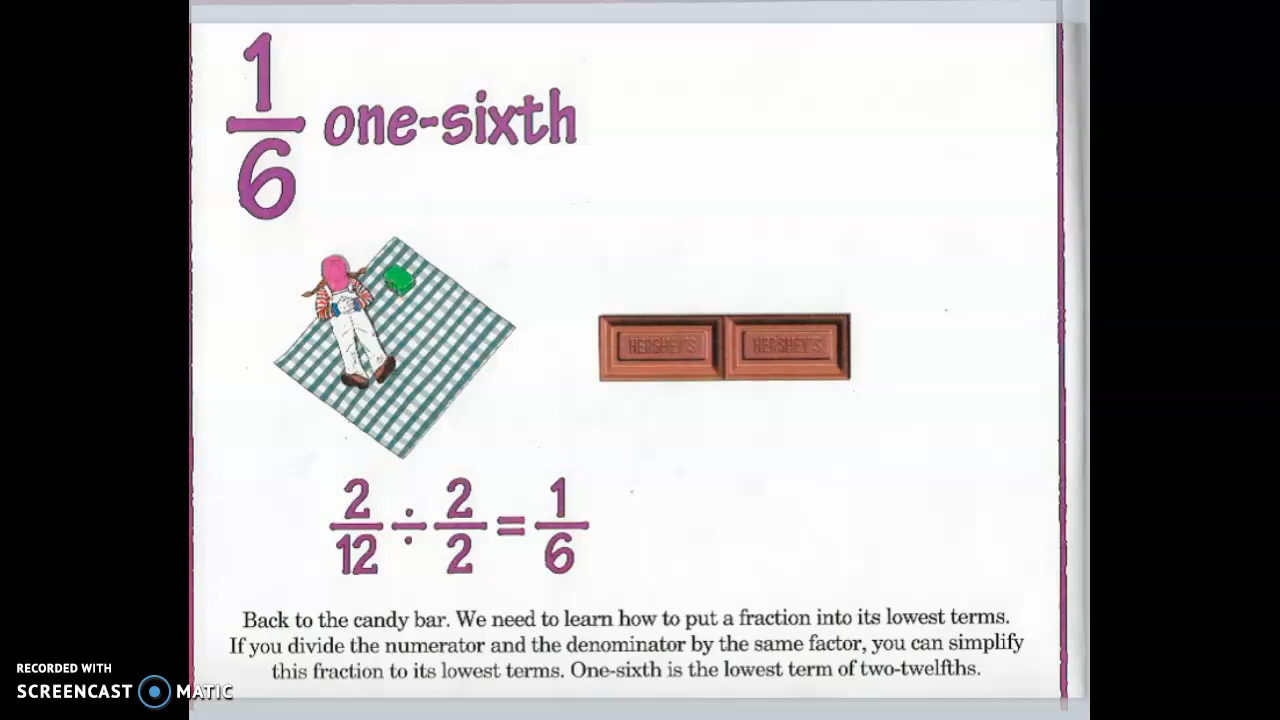 1
6
one-sixth
HERSHEY'S HERSHEY'S
2/12 ÷ 2/2 = 1/6
Back to the candy bar. We need to learn how to put a fraction into its lowest terms.
If you divide the numerator and the denominator by the same factor, you can simplify
this fraction to its lowest terms. One-sixth is the lowest term of two-twelfths.
RECORDED WITH
SCREENCAST MATIC